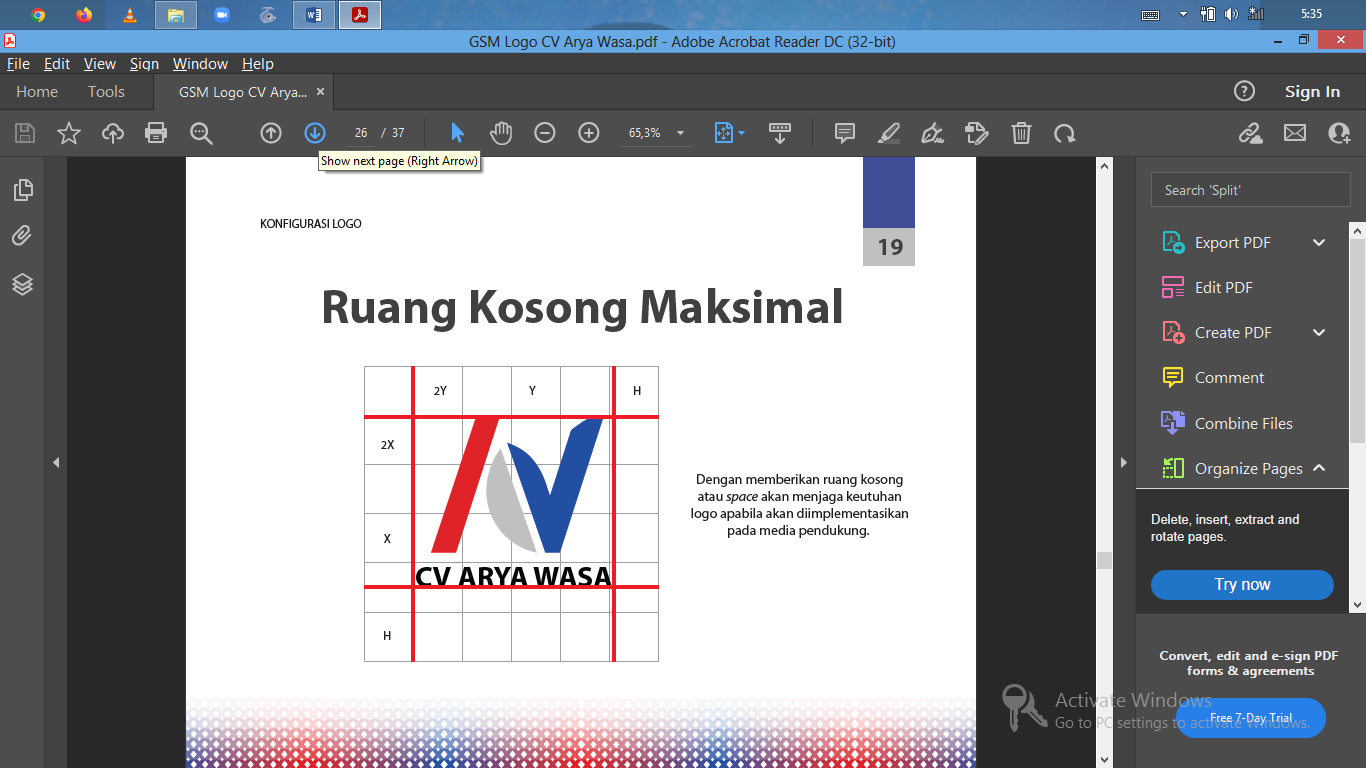 5:35
GSM Logo CV Arya Wasa.pdf - Adobe Acrobat Reader DC (32-bit)
File Edit View Sign Window Help
Home Tools GSM Logo CV Arya... × ? Sign In
26 / 37 65,3%
Show next page (Right Arrow)
KONFIGURASI LOGO
19
Ruang Kosong Maksimal
2Y Y H
2X
X
CV ARYA WASA
H
Dengan memberikan ruang kosong
atau space akan menjaga keutuhan
logo apabila akan diimplementasikan
pada media pendukung.
Search 'Split'
Export PDF
Edit PDF
Create PDF
Comment
Combine Files
Organize Pages
Delete, insert, extract and
rotate pages.
Try now
Convert, edit and e-sign PDF
forms & agreements
Free 7-Day Trial
Activate Windows
Go to PC settings to activate Windows.